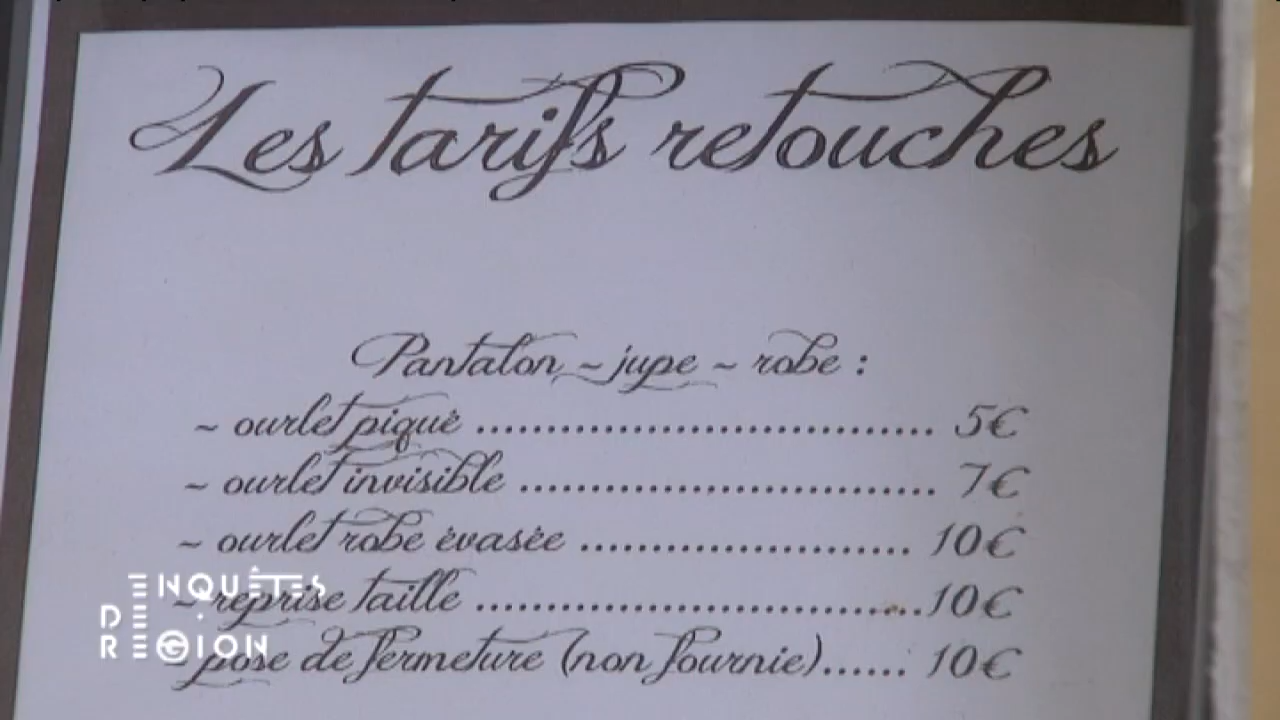 Les tarifs retouches
Pantalon ~ jupe ~ robe :
~ ourlet piqué .................................. 5€
~ ourlet invisible ............................... 7€
~ ourlet robe évasée ........................ 10€
~ reprise taille .................................10€
~ pose de fermeture (non fournie)...... 10€
ENQUÊTES
DE
RÉGION